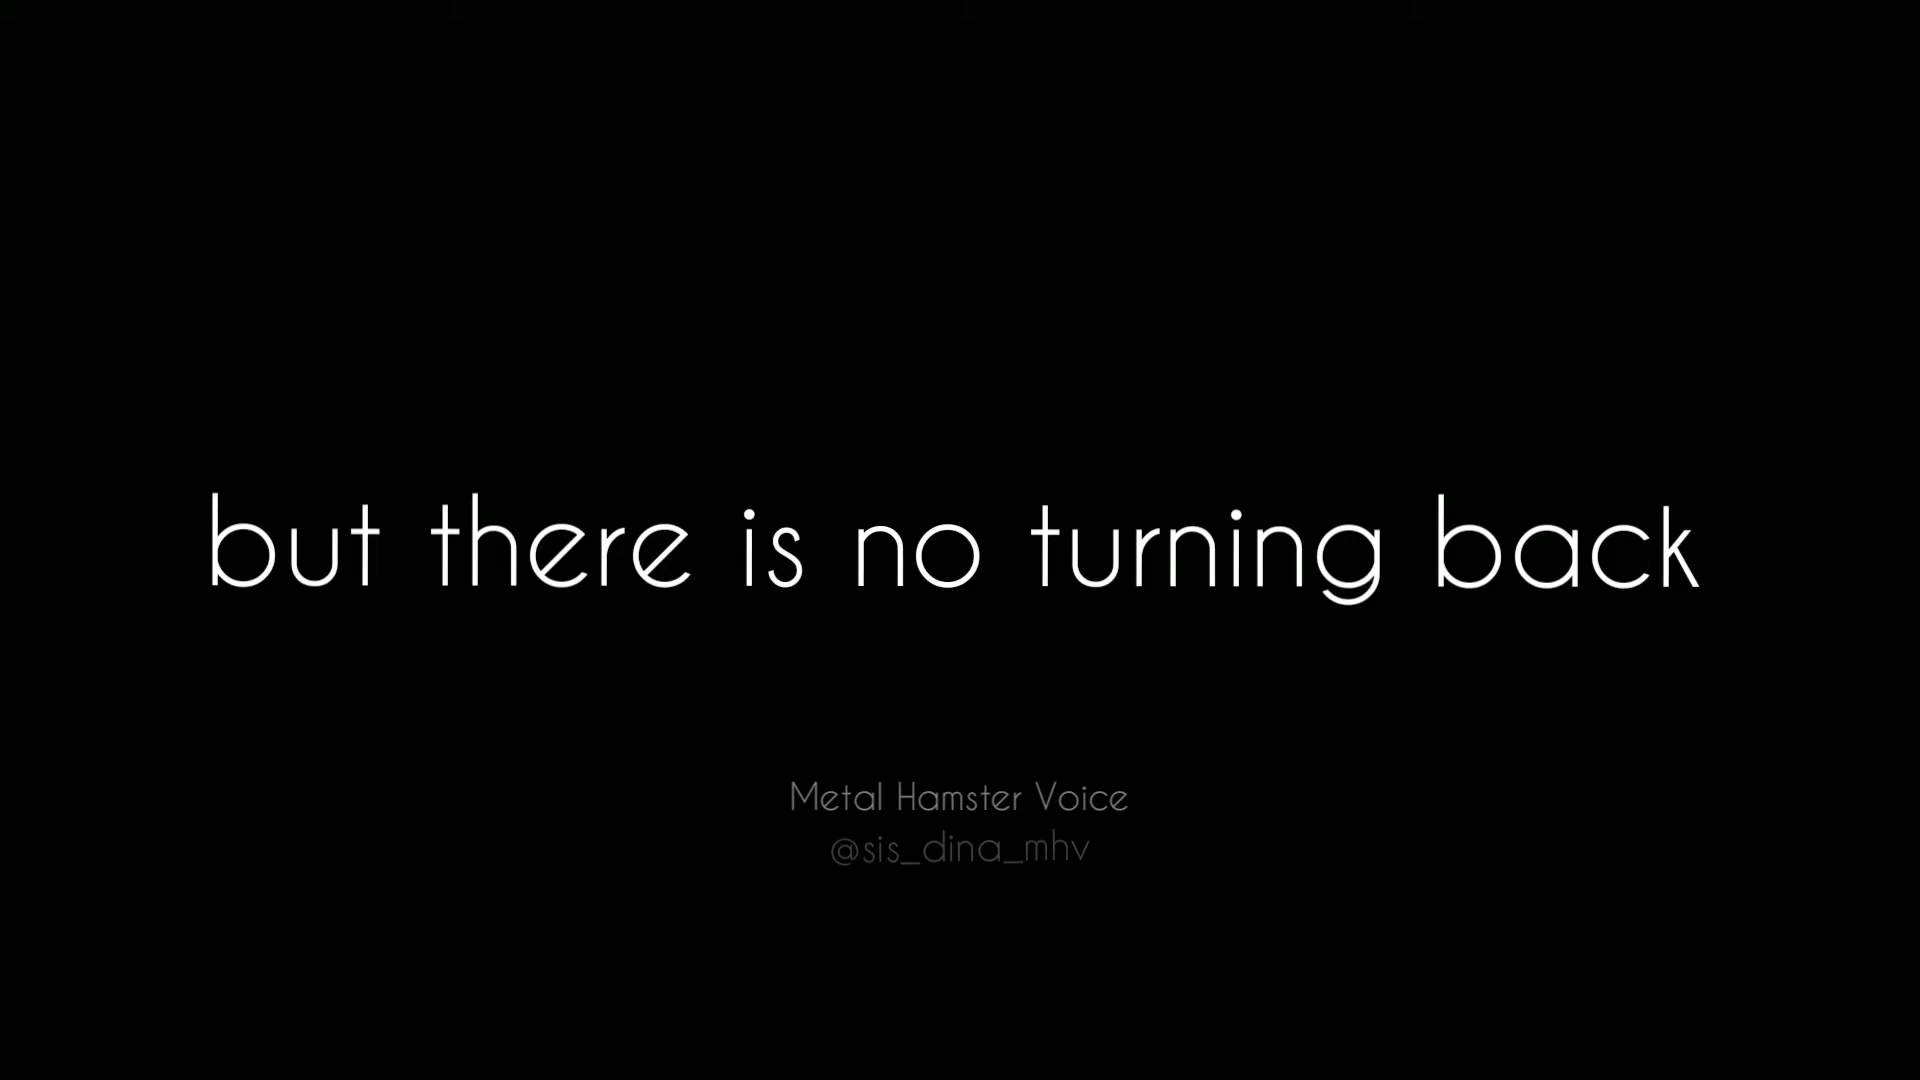 but there is no turning back
Metal Hamster Voice
@sis_dina_mhv